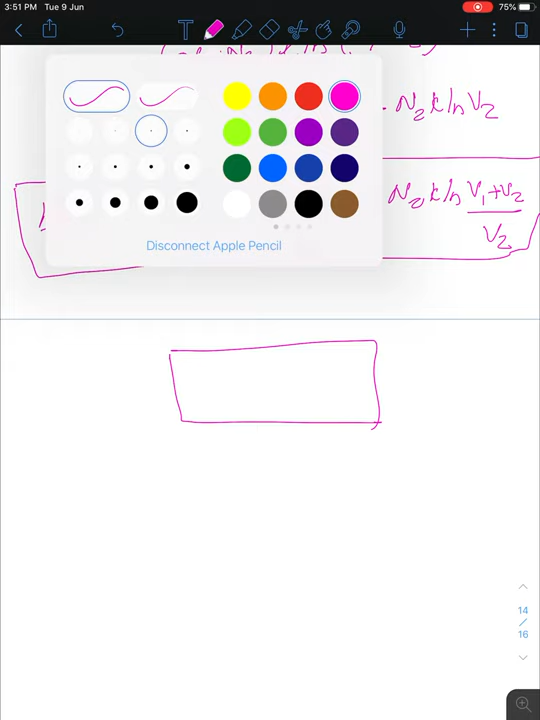 3:51 PM Tue 9 Jun 75%
T
- N₂ k ln V₂
N₂ k ln (V₁+V₂)/V₂
Disconnect Apple Pencil
14
/
16